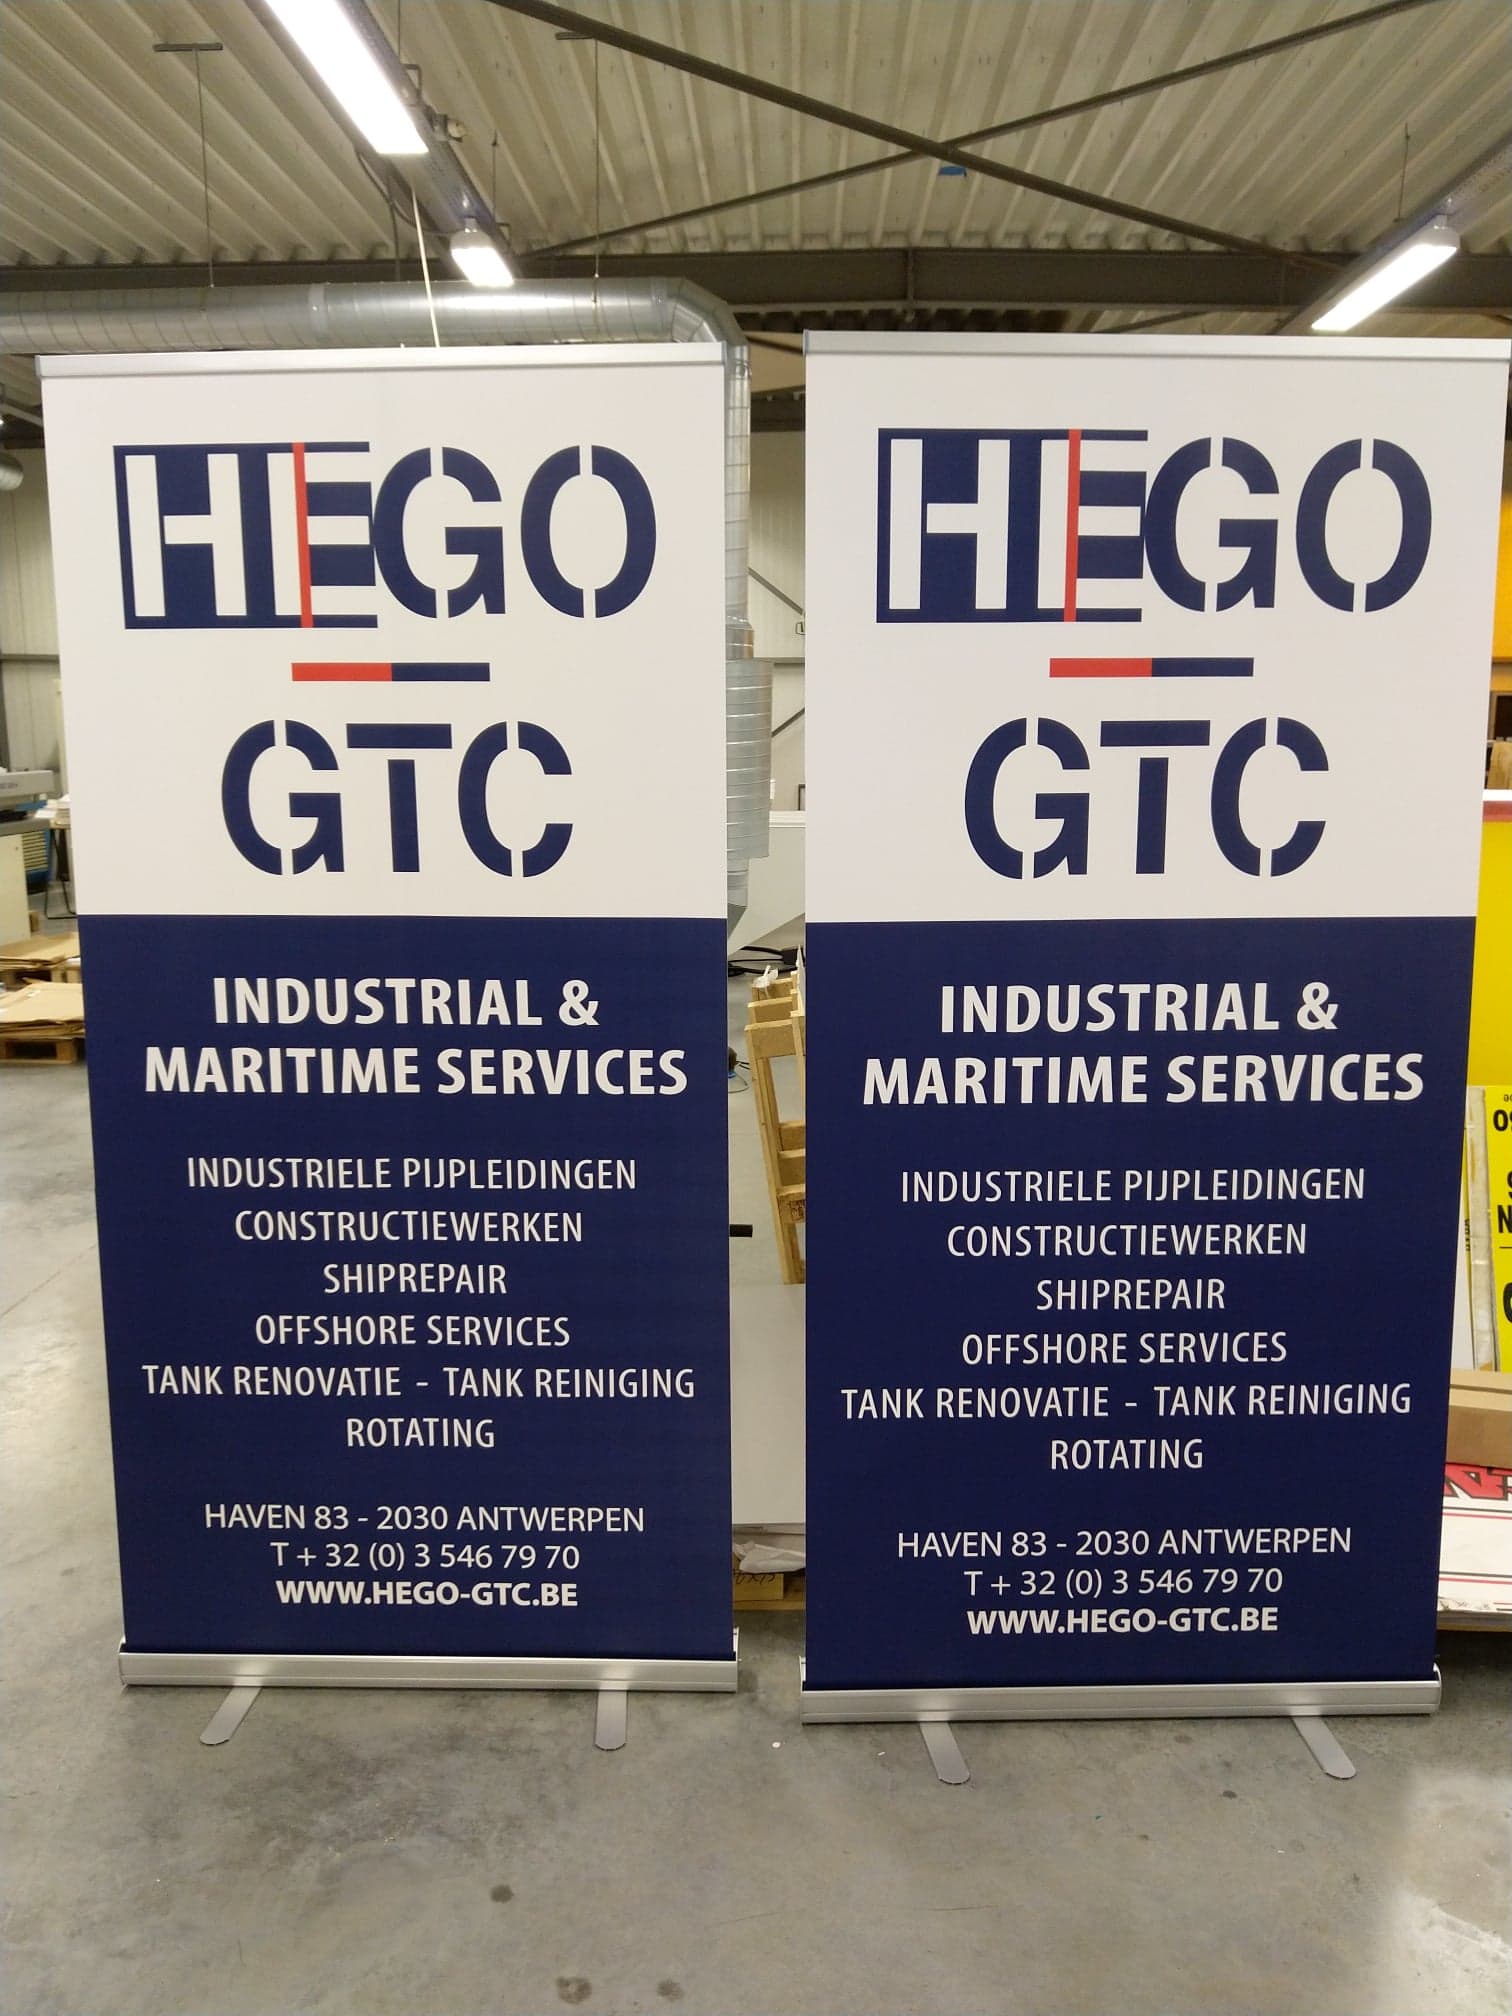 HEGO
GTC
INDUSTRIAL &
MARITIME SERVICES
INDUSTRIELE PIJPLEIDINGEN
CONSTRUCTIEWERKEN
SHIPREPAIR
OFFSHORE SERVICES
TANK RENOVATIE - TANK REINIGING
ROTATING
HAVEN 83 - 2030 ANTWERPEN
T + 32 (0) 3 546 79 70
WWW.HEGO-GTC.BE
HEGO
GTC
INDUSTRIAL &
MARITIME SERVICES
INDUSTRIELE PIJPLEIDINGEN
CONSTRUCTIEWERKEN
SHIPREPAIR
OFFSHORE SERVICES
TANK RENOVATIE - TANK REINIGING
ROTATING
HAVEN 83 - 2030 ANTWERPEN
T + 32 (0) 3 546 79 70
WWW.HEGO-GTC.BE